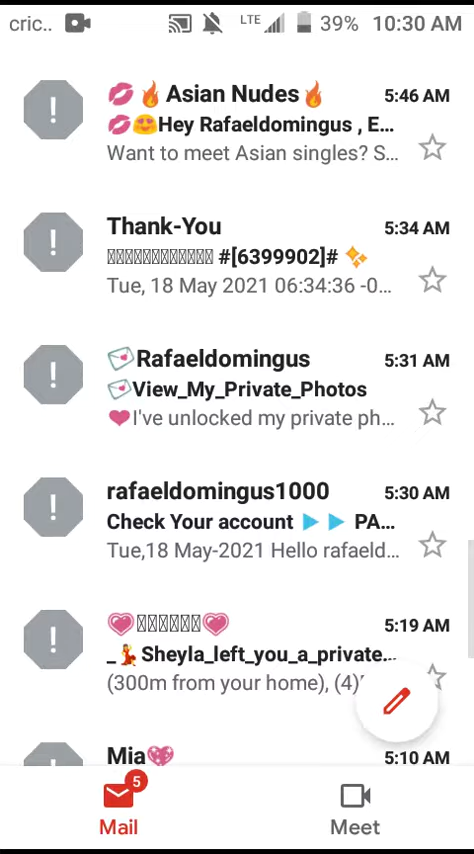 cric.. LTE 39% 10:30 AM
💋🔥Asian Nudes🔥 5:46 AM
💋😍Hey Rafaeldomingus , E...
Want to meet Asian singles? S...
Thank-You 5:34 AM
#[6399902]# ✨
Tue, 18 May 2021 06:34:36 -0...
💌Rafaeldomingus 5:31 AM
💌View_My_Private_Photos
❤I've unlocked my private ph...
rafaeldomingus1000 5:30 AM
Check Your account ▶ ▶ PA...
Tue,18 May-2021 Hello rafaeld...
💗💗 5:19 AM
_💃Sheyla_left_you_a_private...
(300m from your home), (4)
Mia💖 5:10 AM
5
Mail Meet